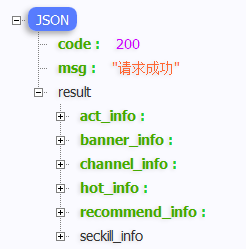 JSON
code : 200
msg : "请求成功"
result
act_info :
banner_info :
channel_info :
hot_info :
recommend_info :
seckill_info